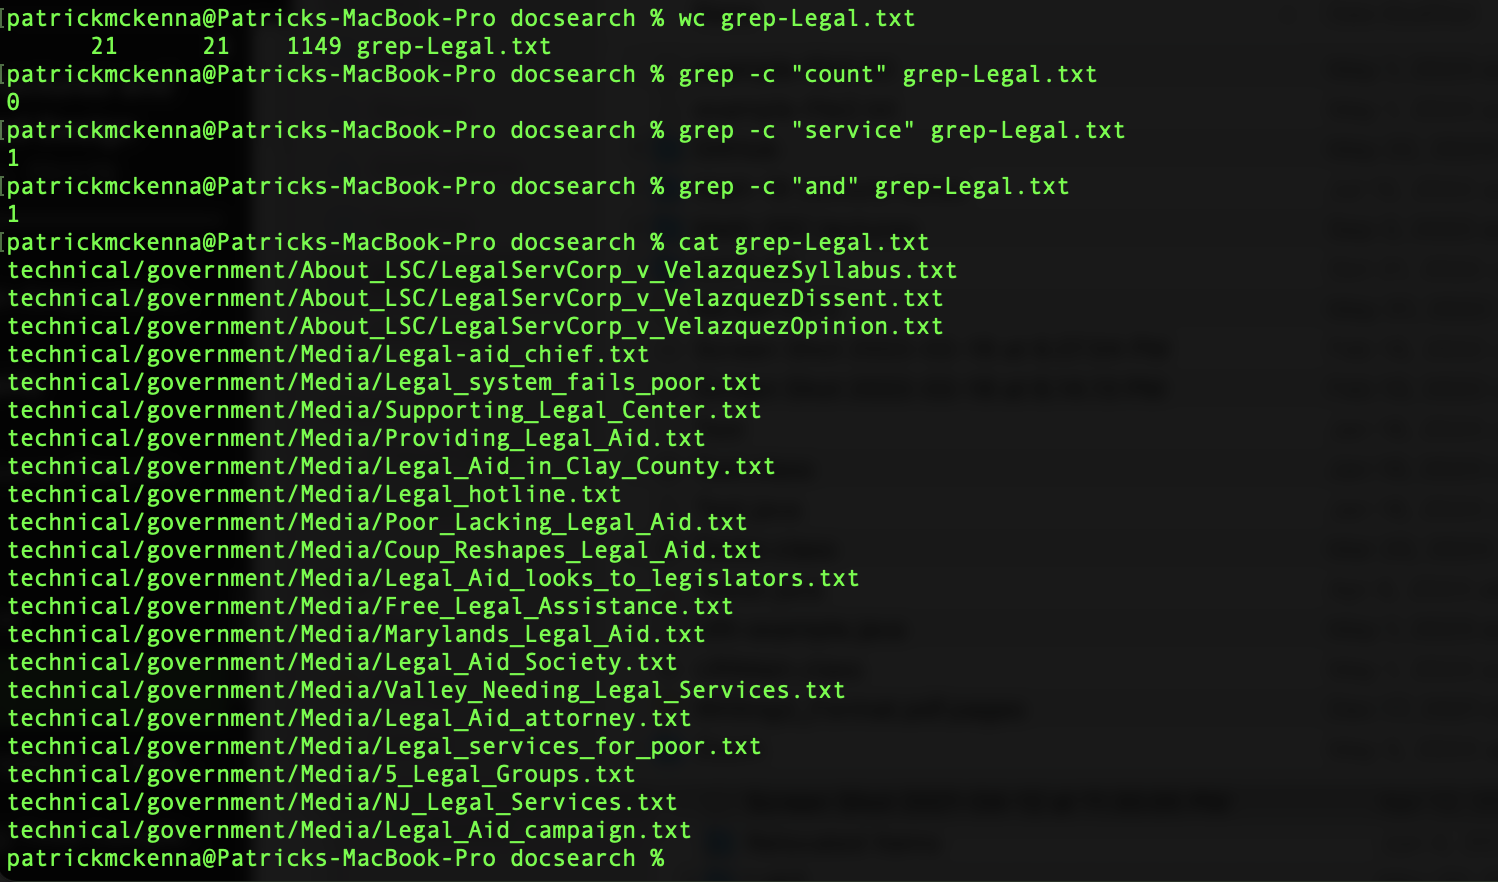 patrickmckenna@Patricks-MacBook-Pro docsearch % wc grep-Legal.txt
      21      21    1149 grep-Legal.txt
patrickmckenna@Patricks-MacBook-Pro docsearch % grep -c "count" grep-Legal.txt
0
patrickmckenna@Patricks-MacBook-Pro docsearch % grep -c "service" grep-Legal.txt
1
patrickmckenna@Patricks-MacBook-Pro docsearch % grep -c "and" grep-Legal.txt
1
patrickmckenna@Patricks-MacBook-Pro docsearch % cat grep-Legal.txt
technical/government/About_LSC/LegalServCorp_v_VelazquezSyllabus.txt
technical/government/About_LSC/LegalServCorp_v_VelazquezDissent.txt
technical/government/About_LSC/LegalServCorp_v_VelazquezOpinion.txt
technical/government/Media/Legal-aid_chief.txt
technical/government/Media/Legal_system_fails_poor.txt
technical/government/Media/Supporting_Legal_Center.txt
technical/government/Media/Providing_Legal_Aid.txt
technical/government/Media/Legal_Aid_in_Clay_County.txt
technical/government/Media/Legal_hotline.txt
technical/government/Media/Poor_Lacking_Legal_Aid.txt
technical/government/Media/Coup_Reshapes_Legal_Aid.txt
technical/government/Media/Legal_Aid_looks_to_legislators.txt
technical/government/Media/Free_Legal_Assistance.txt
technical/government/Media/Marylands_Legal_Aid.txt
technical/government/Media/Legal_Aid_Society.txt
technical/government/Media/Valley_Needing_Legal_Services.txt
technical/government/Media/Legal_Aid_attorney.txt
technical/government/Media/Legal_services_for_poor.txt
technical/government/Media/5_Legal_Groups.txt
technical/government/Media/NJ_Legal_Services.txt
technical/government/Media/Legal_Aid_campaign.txt
patrickmckenna@Patricks-MacBook-Pro docsearch %